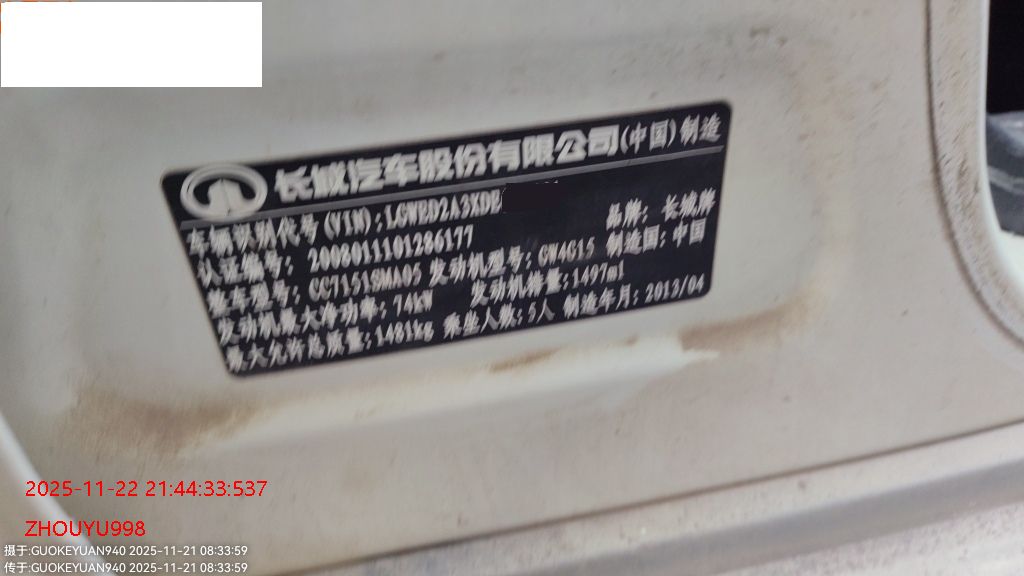 长城汽车股份有限公司(中国)制造
车辆识别代号(VIN):LGWED2A3XDE
品牌: 长城牌
认证编号: 2008011101286177
制造国:中国
整车型号:CC7151SMA05 发动机型号:GW4G15
发动机最大净功率:74kW 发动机排量:1497ml
最大允许总质量:1481kg 乘坐人数:5人 制造年月:2013/04
2025-11-22 21:44:33:537
ZHOUYU998
摄于:GUOKEYUAN940 2025-11-21 08:33:59
传于:GUOKEYUAN940 2025-11-21 08:33:59